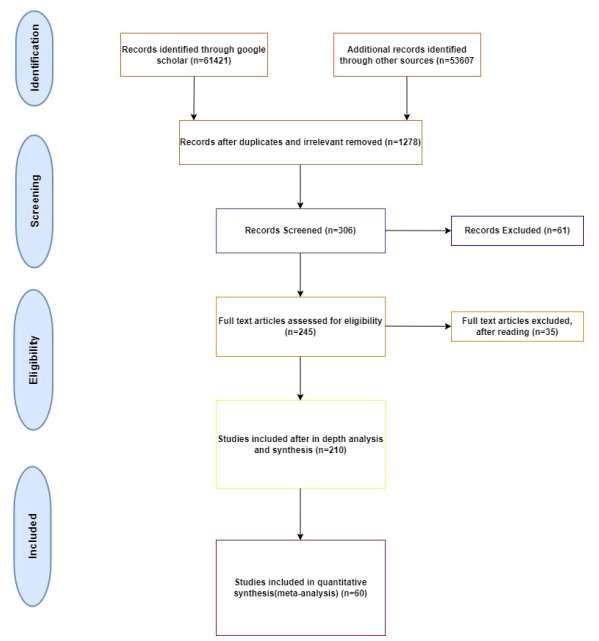 Identification
Records identified through google
scholar (n=61421)
Additional records identified
through other sources (n=53607
Records after duplicates and irrelevant removed (n=1278)
Screening
Records Screened (n=306)
Records Excluded (n=61)
Eligibility
Full text articles assessed for eligibility
(n=245)
Full text articles excluded,
after reading (n=35)
Studies included after in depth analysis
and synthesis (n=210)
Included
Studies included in quantitative
synthesis(meta-analysis) (n=60)